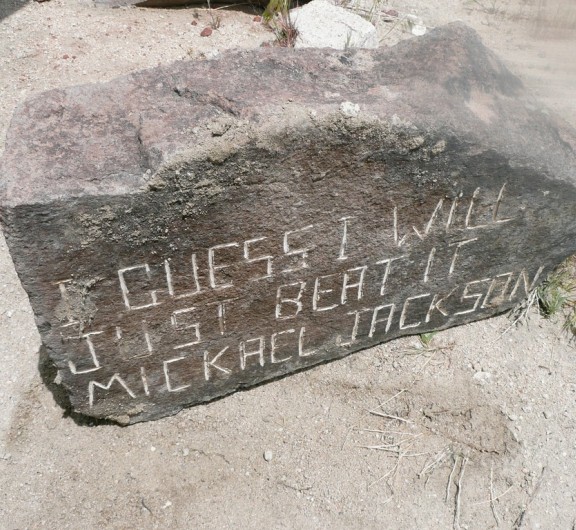 I GUESS I WILL
JUST BEAT IT
MICKAEL JACKSON